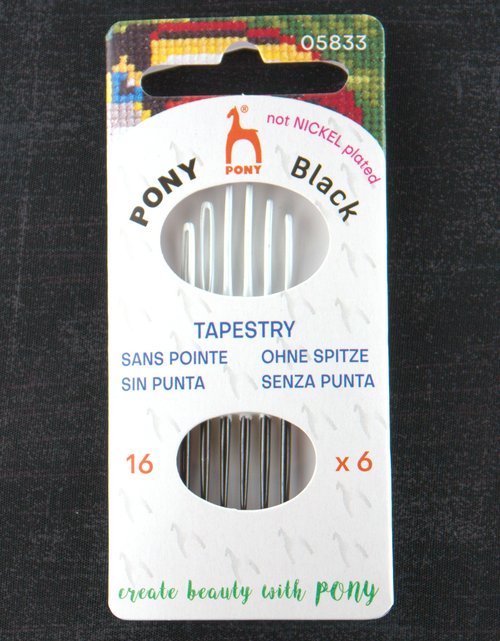 05833
not NICKEL plated
®
PONY
PONY Black
TAPESTRY
SANS POINTE OHNE SPITZE
SIN PUNTA SENZA PUNTA
16 x 6
create beauty with PONY